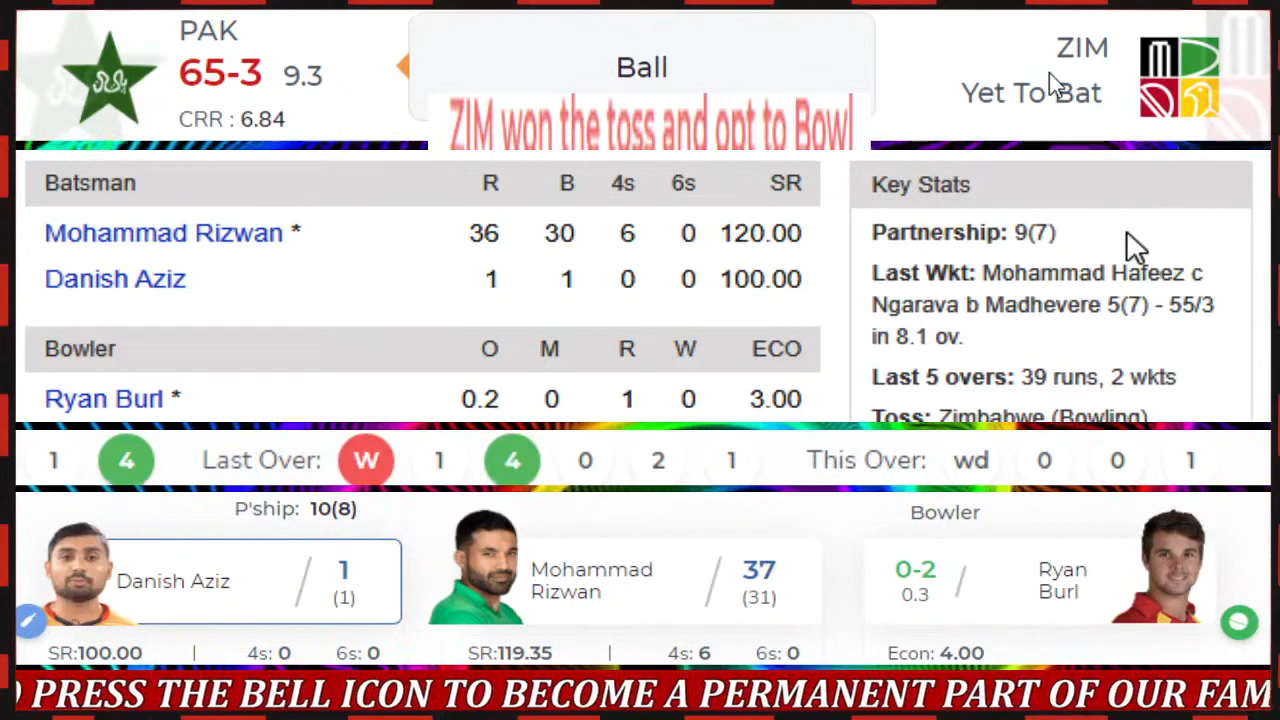 PAK
65-3 9.3
CRR : 6.84
Ball
ZIM won the toss and opt to Bowl
ZIM
Yet To Bat
Batsman R B 4s 6s SR
Mohammad Rizwan * 36 30 6 0 120.00
Danish Aziz 1 1 0 0 100.00
Bowler O M R W ECO
Ryan Burl * 0.2 0 1 0 3.00
Key Stats
Partnership: 9(7)
Last Wkt: Mohammad Hafeez c
Ngarava b Madhevere 5(7) - 55/3
in 8.1 ov.
Last 5 overs: 39 runs, 2 wkts
Toss: Zimbabwe (Bowling)
1 4 Last Over: W 1 4 0 2 1 This Over: wd 0 0 1
P'ship: 10(8)
Danish Aziz / 1
(1)
SR:100.00 | 4s: 0 6s: 0
Mohammad
Rizwan / 37
(31)
SR:119.35 | 4s: 6 6s: 0
Bowler
0-2 / Ryan
0.3 Burl
Econ: 4.00
) PRESS THE BELL ICON TO BECOME A PERMANENT PART OF OUR FAM